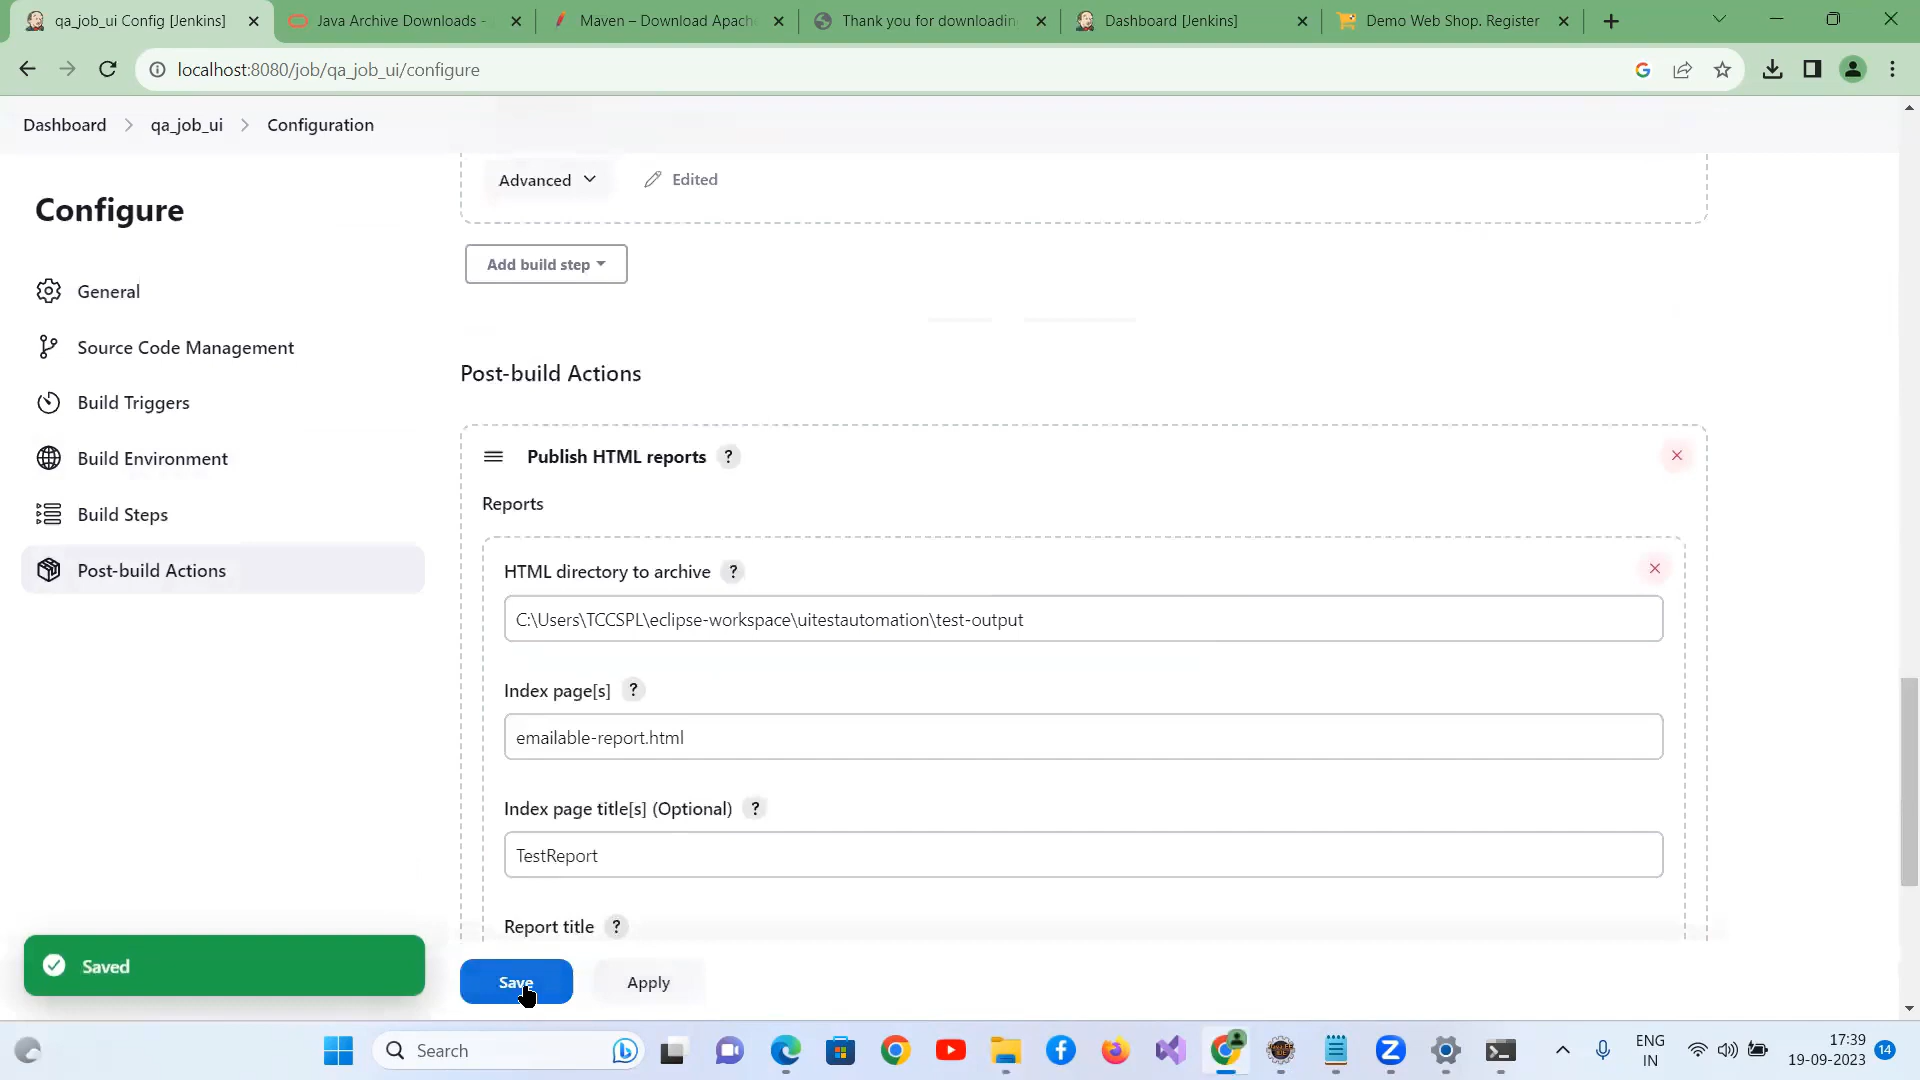 qa_job_ui Config [Jenkins]
Java Archive Downloads -
Maven – Download Apach
Thank you for downloadin
Dashboard [Jenkins]
Demo Web Shop. Register
localhost:8080/job/qa_job_ui/configure
Dashboard > qa_job_ui > Configuration
Configure
General
Source Code Management
Build Triggers
Build Environment
Build Steps
Post-build Actions
Advanced
Edited
Add build step
Post-build Actions
Publish HTML reports ?
Reports
HTML directory to archive ?
C:\Users\TCCSPL\eclipse-workspace\uitestautomation\test-output
Index page[s] ?
emailable-report.html
Index page title[s] (Optional) ?
TestReport
Report title ?
Saved
Save
Apply
Search
ENG
IN
17:39
19-09-2023
14